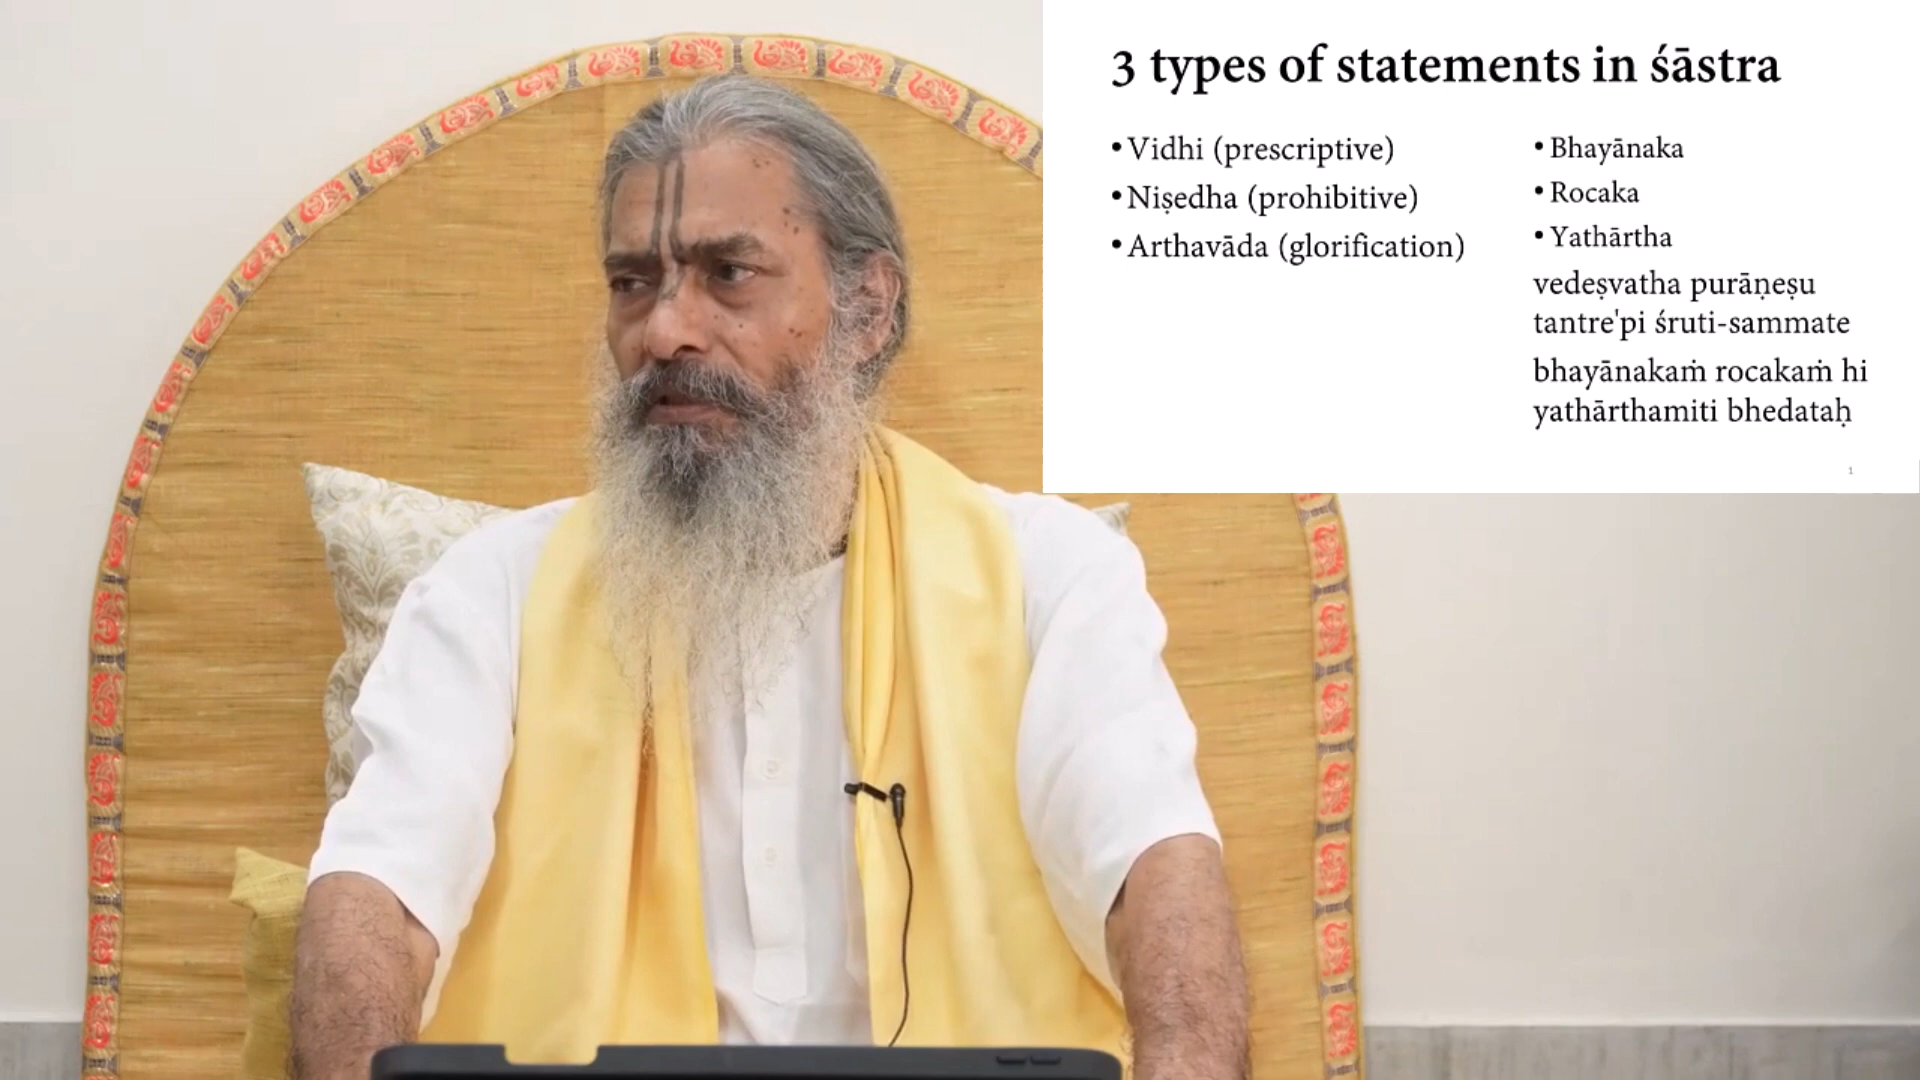 3 types of statements in śāstra
• Vidhi (prescriptive)
• Niṣedha (prohibitive)
• Arthavāda (glorification)
• Bhayānaka
• Rocaka
• Yathārtha
vedeṣvatha purāṇeṣu
tantre'pi śruti-sammate
bhayānakaṁ rocakaṁ hi
yathārthamiti bhedataḥ
1